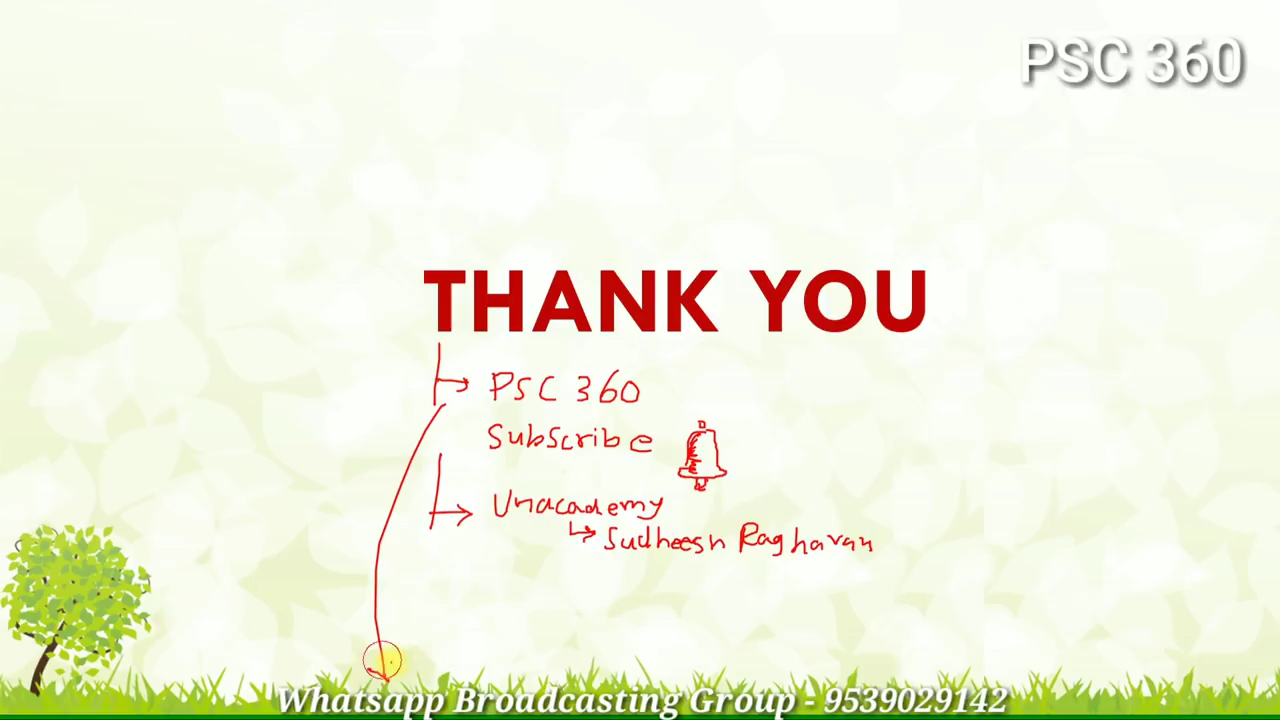 PSC 360
THANK YOU
PSC 360
Subscribe
Unacademy
Sudheesh Raghavan
Whatsapp Broadcasting Group - 9539029142